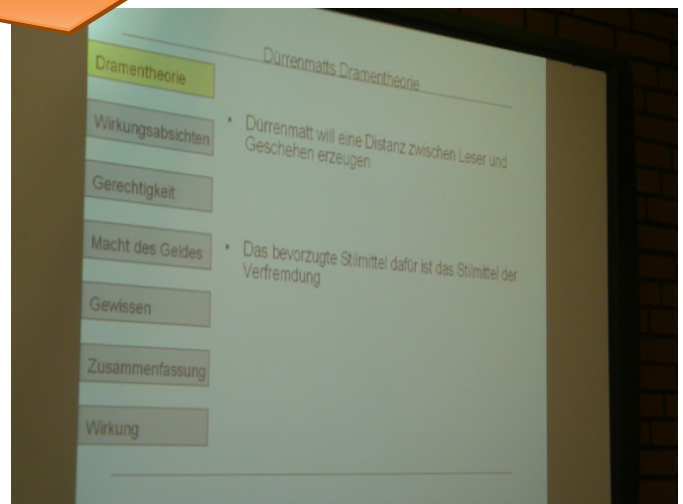 Dürrenmatts Dramentheorie
Dramentheorie
Wirkungsabsichten
Gerechtigkeit
Macht des Geldes
Gewissen
Zusammenfassung
Wirkung
• Dürrenmatt will eine Distanz zwischen Leser und
Geschehen erzeugen
• Das bevorzugte Stilmittel dafür ist das Stilmittel der
Verfremdung